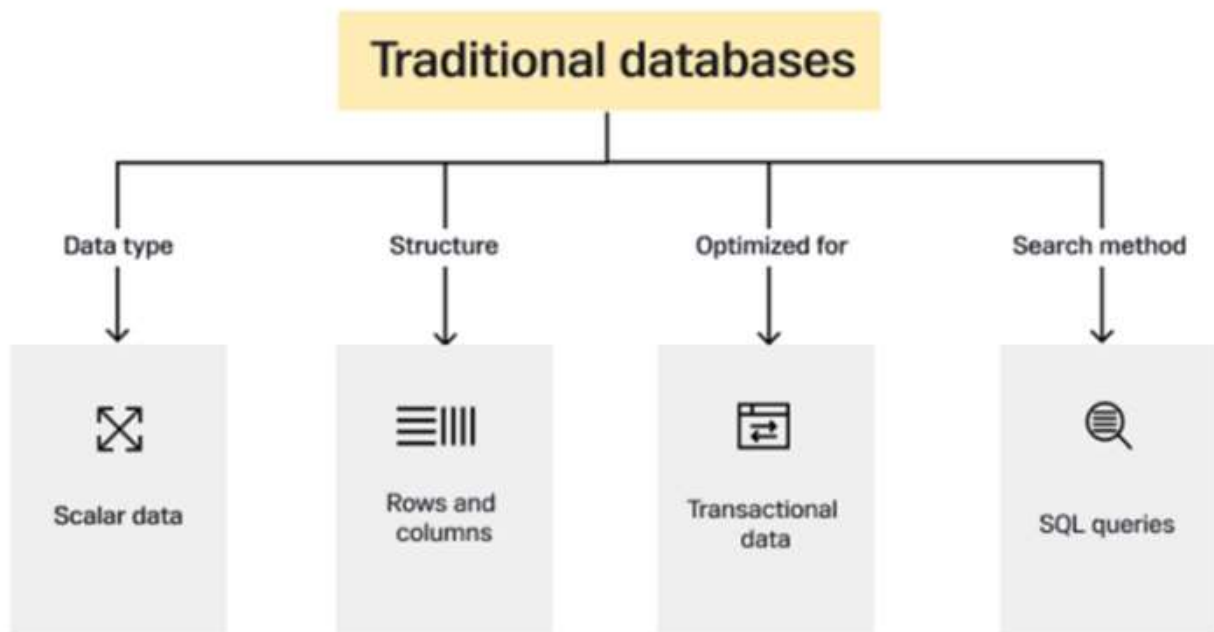 Traditional databases
Data type
Structure
Optimized for
Search method
Scalar data
Rows and
columns
Transactional
data
SQL queries